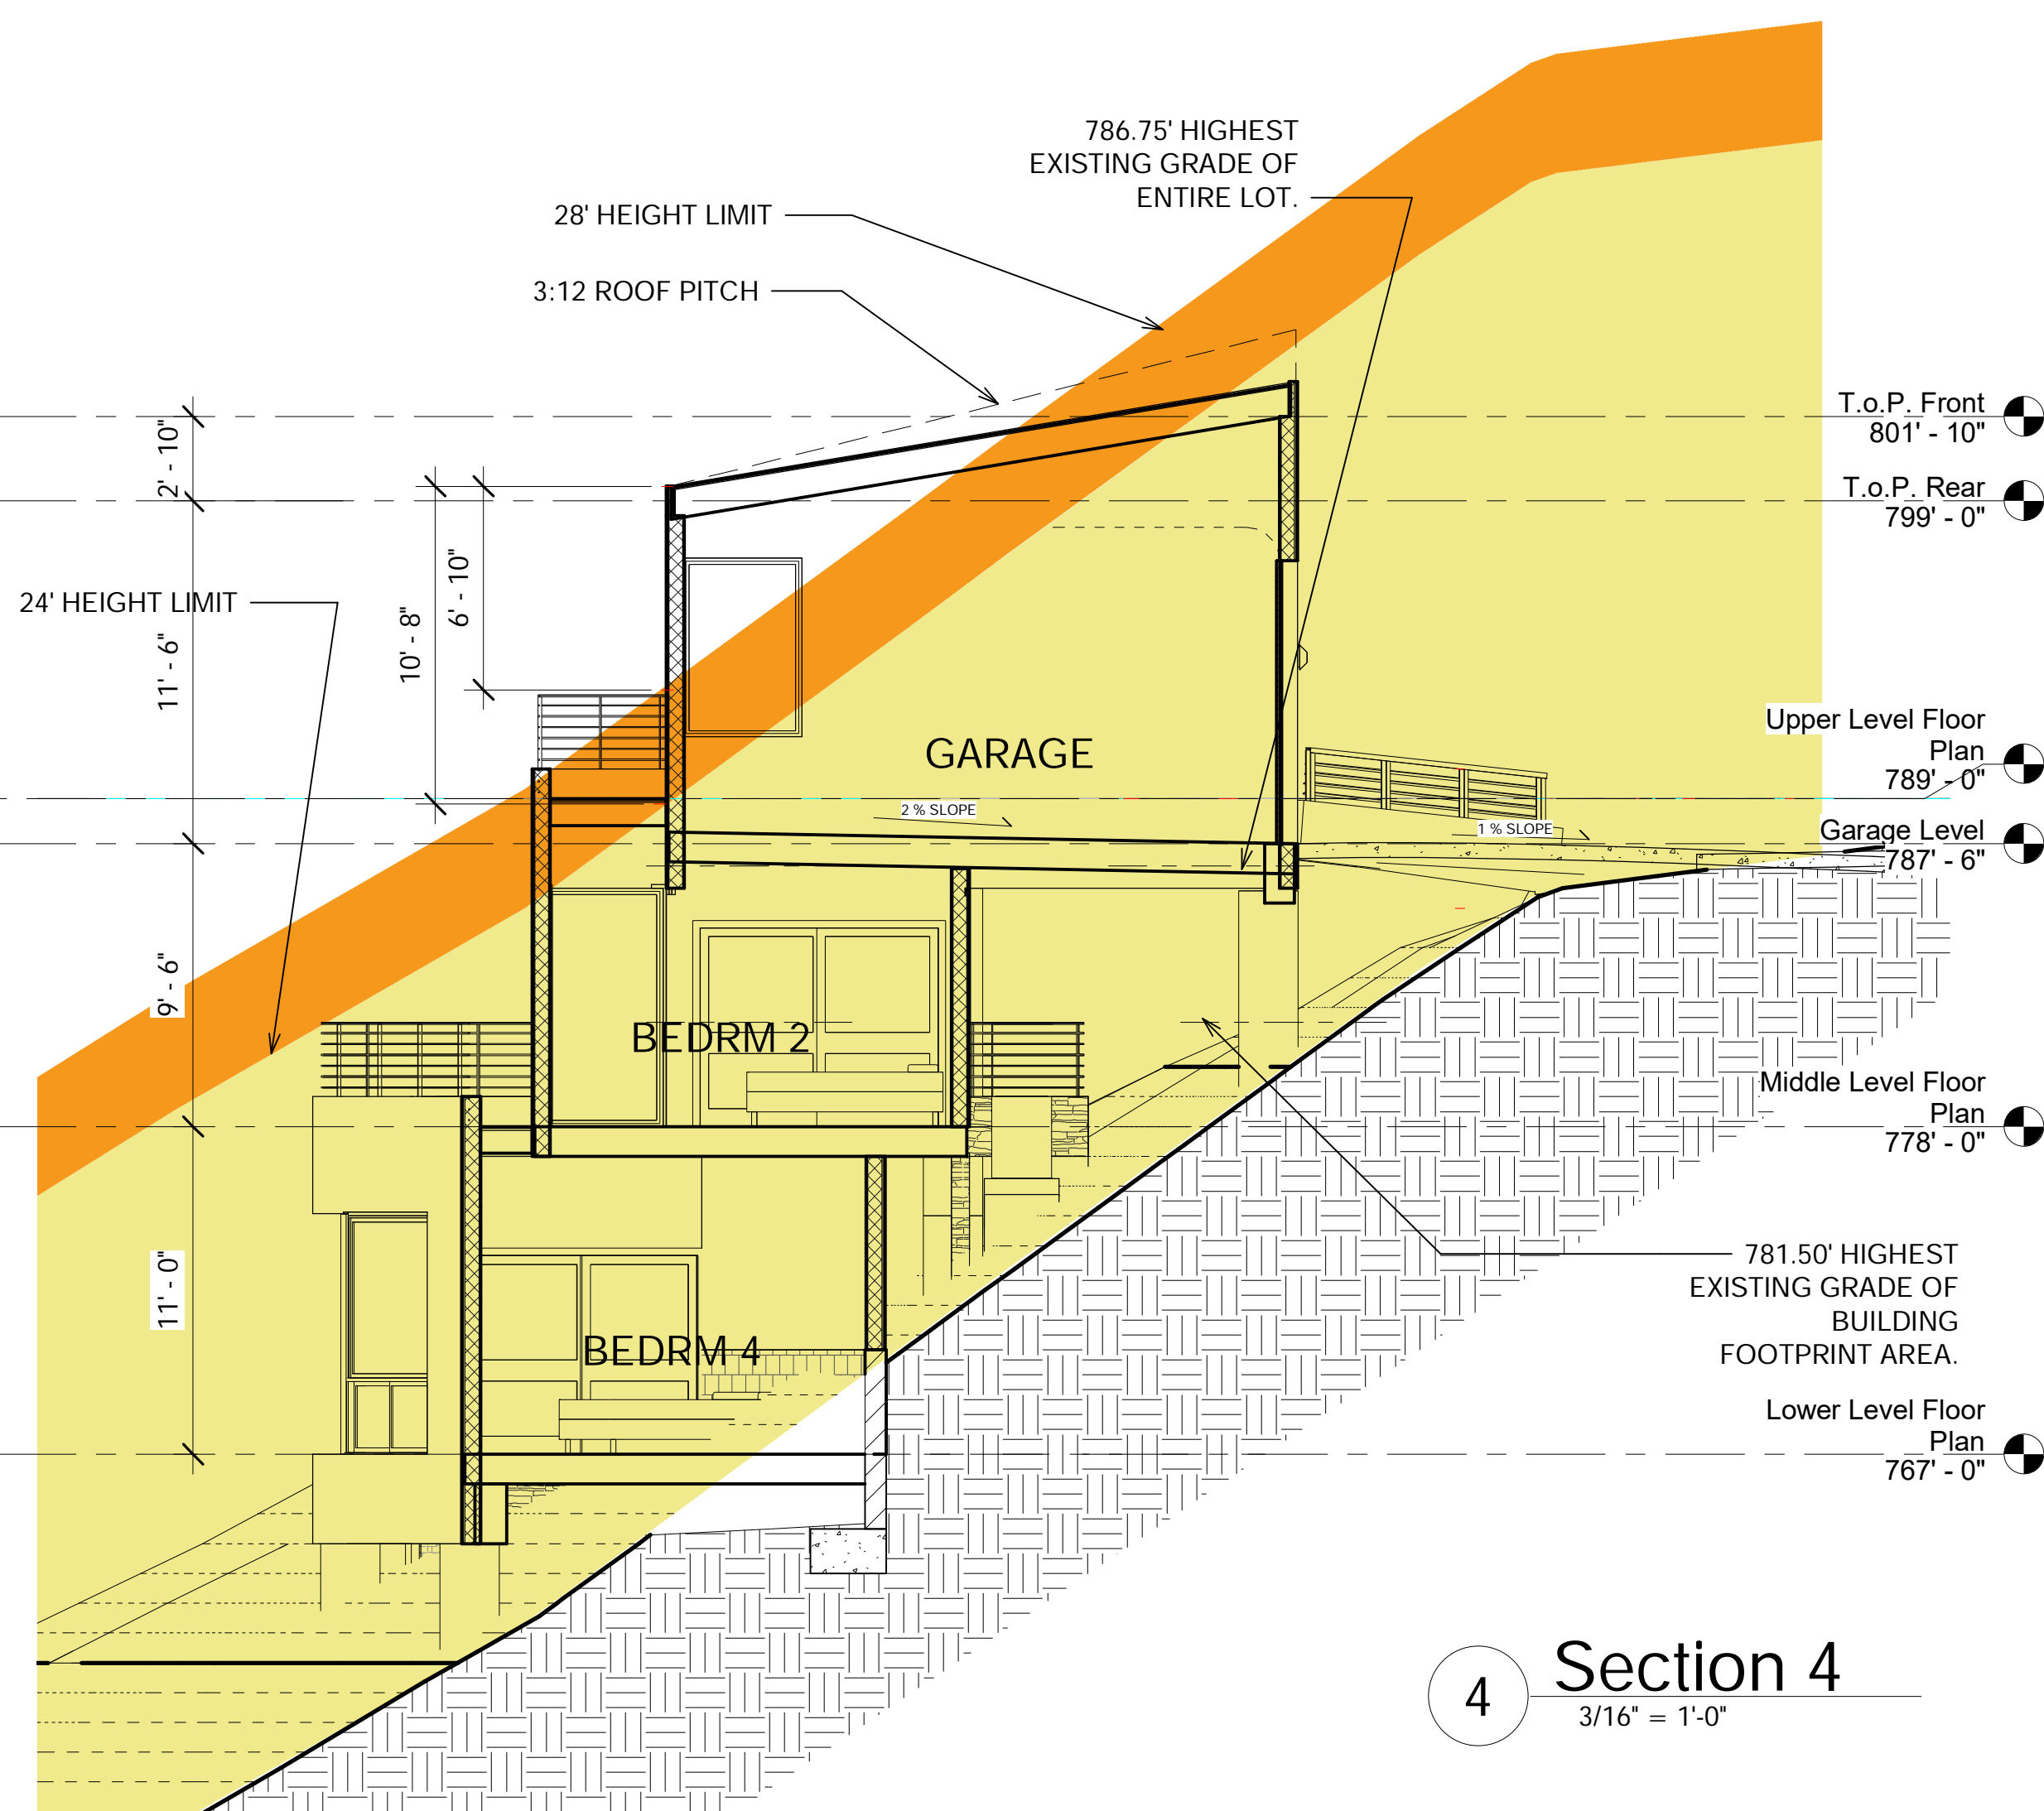 786.75' HIGHEST
EXISTING GRADE OF
ENTIRE LOT.
28' HEIGHT LIMIT
3:12 ROOF PITCH
T.o.P. Front
801' - 10"
2' - 10"
T.o.P. Rear
799' - 0"
24' HEIGHT LIMIT
11' - 6"
10' - 8"
6' - 10"
GARAGE
Upper Level Floor
Plan
789' - 0"
2 % SLOPE
1 % SLOPE
Garage Level
787' - 6"
9' - 6"
BEDRM 2
Middle Level Floor
Plan
778' - 0"
11' - 0"
BEDRM 4
781.50' HIGHEST
EXISTING GRADE OF
BUILDING
FOOTPRINT AREA.
Lower Level Floor
Plan
767' - 0"
4
Section 4
3/16" = 1'-0"